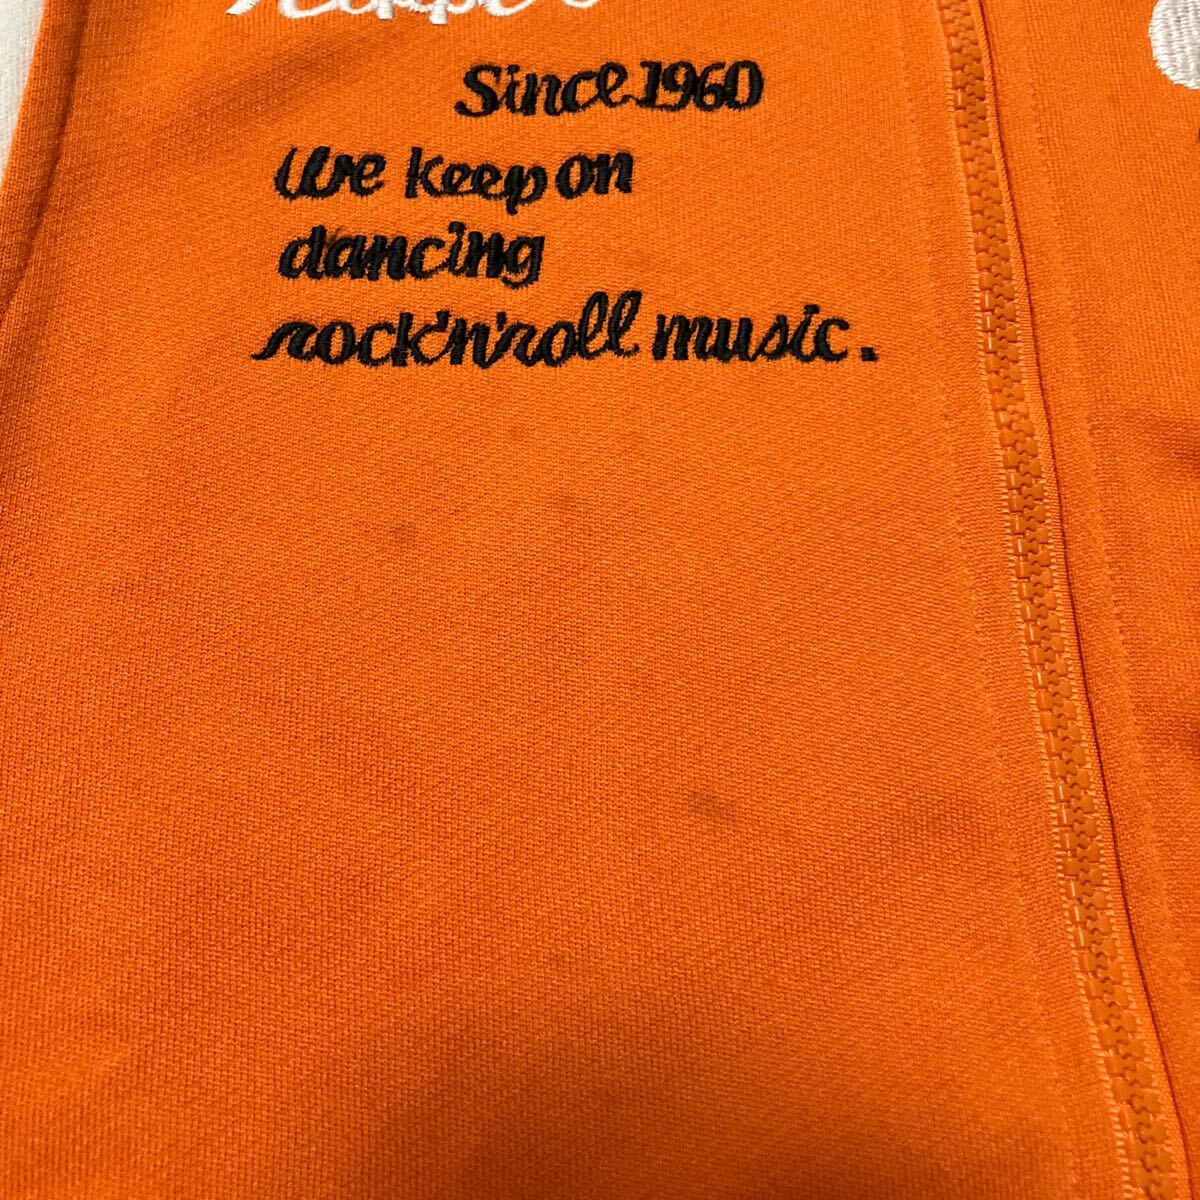 Since 1960
We keep on
dancing
rock'n'roll music.